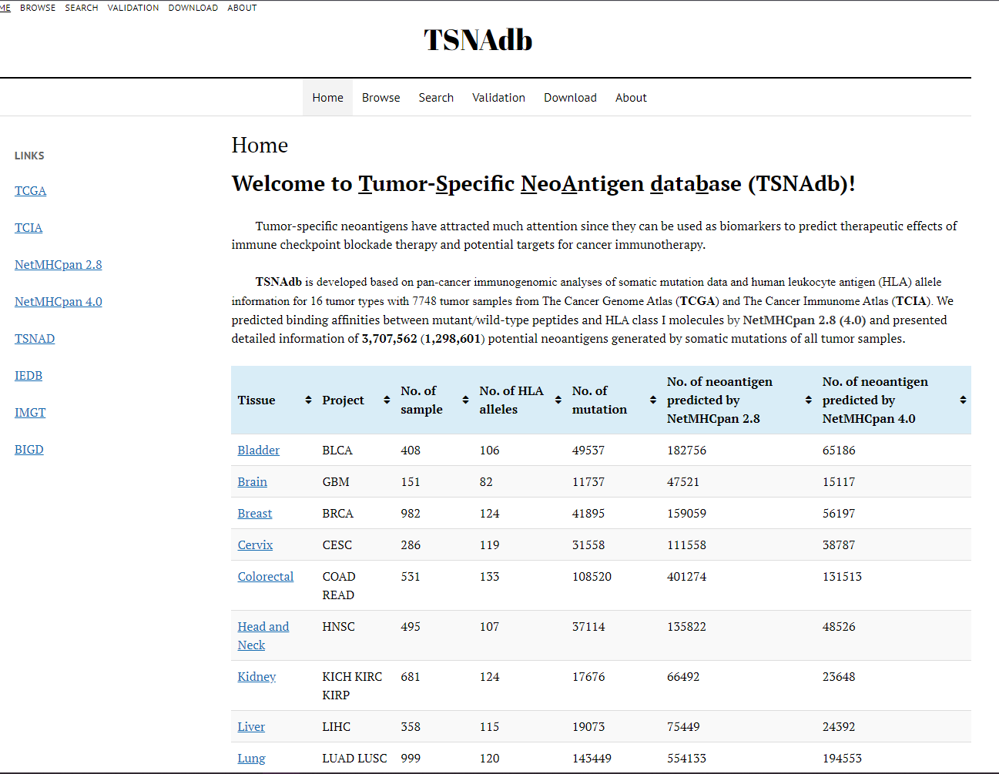 ME BROWSE SEARCH VALIDATION DOWNLOAD ABOUT
TSNAdb
Home Browse Search Validation Download About
LINKS
TCGA
TCIA
NetMHCpan 2.8
NetMHCpan 4.0
TSNAD
IEDB
IMGT
BIGD
Home
Welcome to Tumor-Specific NeoAntigen database (TSNAdb)!
Tumor-specific neoantigens have attracted much attention since they can be used as biomarkers to predict therapeutic effects of
immune checkpoint blockade therapy and potential targets for cancer immunotherapy.
TSNAdb is developed based on pan-cancer immunogenomic analyses of somatic mutation data and human leukocyte antigen (HLA) allele
information for 16 tumor types with 7748 tumor samples from The Cancer Genome Atlas (TCGA) and The Cancer Immunome Atlas (TCIA). We
predicted binding affinities between mutant/wild-type peptides and HLA class I molecules by NetMHCpan 2.8 (4.0) and presented
detailed information of 3,707,562 (1,298,601) potential neoantigens generated by somatic mutations of all tumor samples.
Tissue Project No. of sample No. of HLA alleles No. of mutation No. of neoantigen predicted by NetMHCpan 2.8 No. of neoantigen predicted by NetMHCpan 4.0
Bladder BLCA 408 106 49537 182756 65186
Brain GBM 151 82 11737 47521 15117
Breast BRCA 982 124 41895 159059 56197
Cervix CESC 286 119 31558 111558 38787
Colorectal COAD READ 531 133 108520 401274 131513
Head and Neck HNSC 495 107 37114 135822 48526
Kidney KICH KIRC KIRP 681 124 17676 66492 23648
Liver LIHC 358 115 19073 75449 24392
Lung LUAD LUSC 999 120 143449 554133 194553